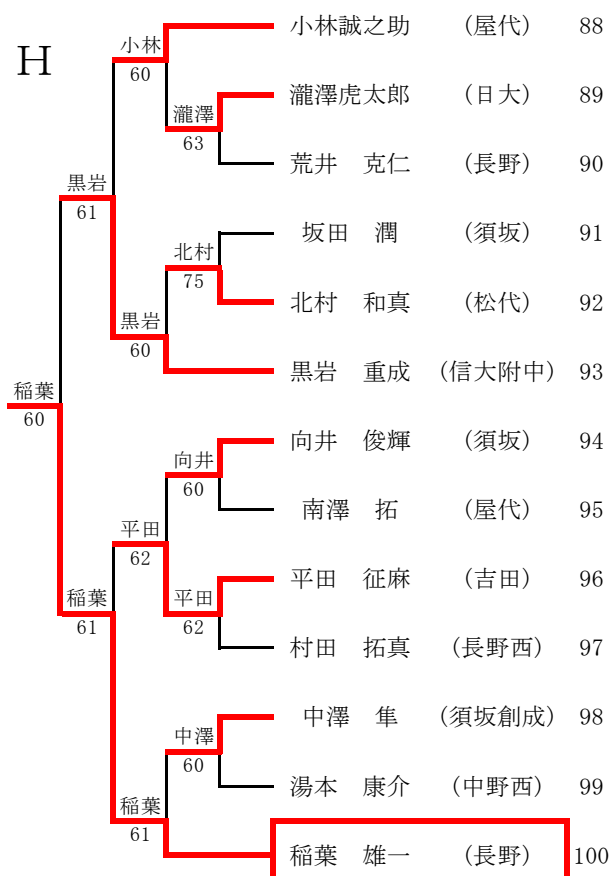 H
小林誠之助 (屋代) 88
小林
60
瀧澤虎太郎 (日大) 89
瀧澤
63
荒井 克仁 (長野) 90
黒岩
61
坂田 潤 (須坂) 91
北村
75
北村 和真 (松代) 92
黒岩
60
黒岩 重成 (信大附中) 93
稲葉
60
向井 俊輝 (須坂) 94
向井
60
南澤 拓 (屋代) 95
平田
62
平田 征麻 (吉田) 96
稲葉
61
平田
62
村田 拓真 (長野西) 97
中澤 隼 (須坂創成) 98
中澤
60
湯本 康介 (中野西) 99
稲葉
61
稲葉 雄一 (長野) 100